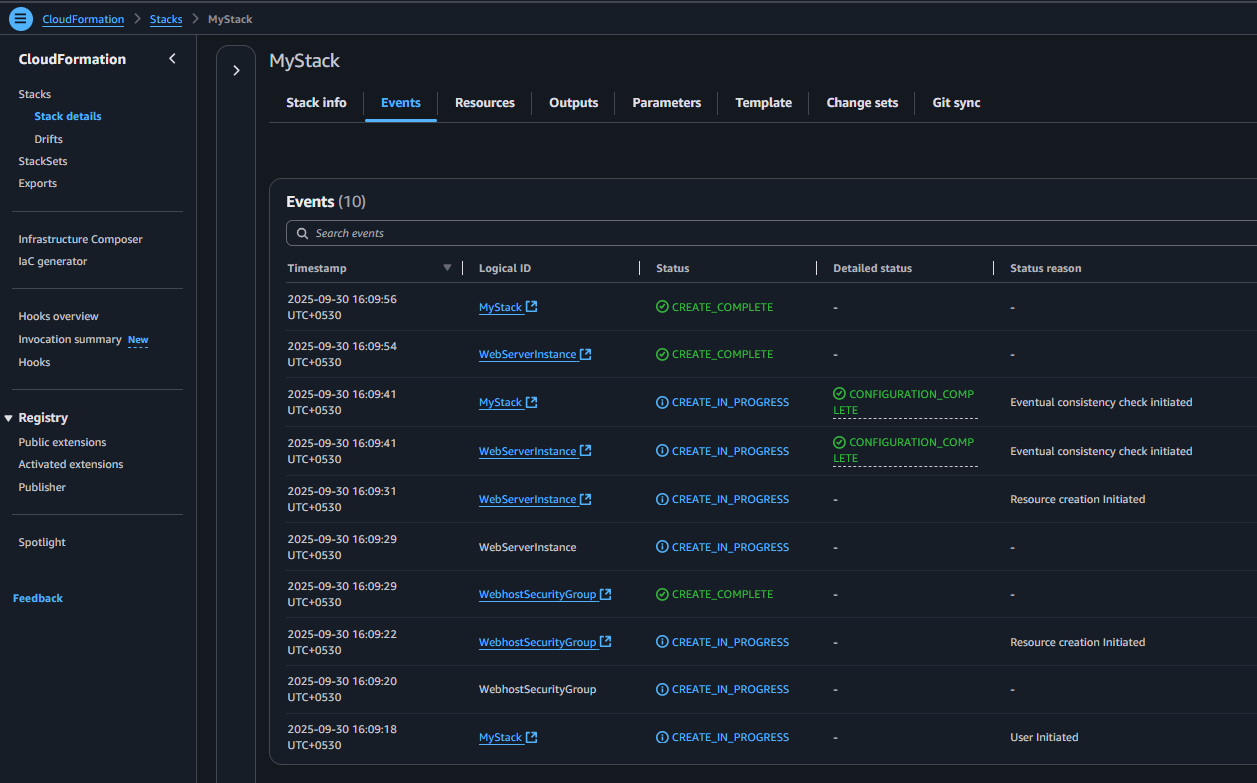 CloudFormation > Stacks > MyStack
CloudFormation
Stacks
Stack details
Drifts
StackSets
Exports
Infrastructure Composer
IaC generator
Hooks overview
Invocation summary New
Hooks
Registry
Public extensions
Activated extensions
Publisher
Spotlight
Feedback
MyStack
Stack info Events Resources Outputs Parameters Template Change sets Git sync
Events (10)
Search events
Timestamp Logical ID Status Detailed status Status reason
2025-09-30 16:09:56
UTC+0530
MyStack CREATE_COMPLETE - -
2025-09-30 16:09:54
UTC+0530
WebServerInstance CREATE_COMPLETE - -
2025-09-30 16:09:41
UTC+0530
MyStack CREATE_IN_PROGRESS
CONFIGURATION_COMP
LETE
Eventual consistency check initiated
2025-09-30 16:09:41
UTC+0530
WebServerInstance CREATE_IN_PROGRESS
CONFIGURATION_COMP
LETE
Eventual consistency check initiated
2025-09-30 16:09:31
UTC+0530
WebServerInstance CREATE_IN_PROGRESS - Resource creation Initiated
2025-09-30 16:09:29
UTC+0530
WebServerInstance CREATE_IN_PROGRESS - -
2025-09-30 16:09:29
UTC+0530
WebhostSecurityGroup CREATE_COMPLETE - -
2025-09-30 16:09:22
UTC+0530
WebhostSecurityGroup CREATE_IN_PROGRESS - Resource creation Initiated
2025-09-30 16:09:20
UTC+0530
WebhostSecurityGroup CREATE_IN_PROGRESS - -
2025-09-30 16:09:18
UTC+0530
MyStack CREATE_IN_PROGRESS - User Initiated